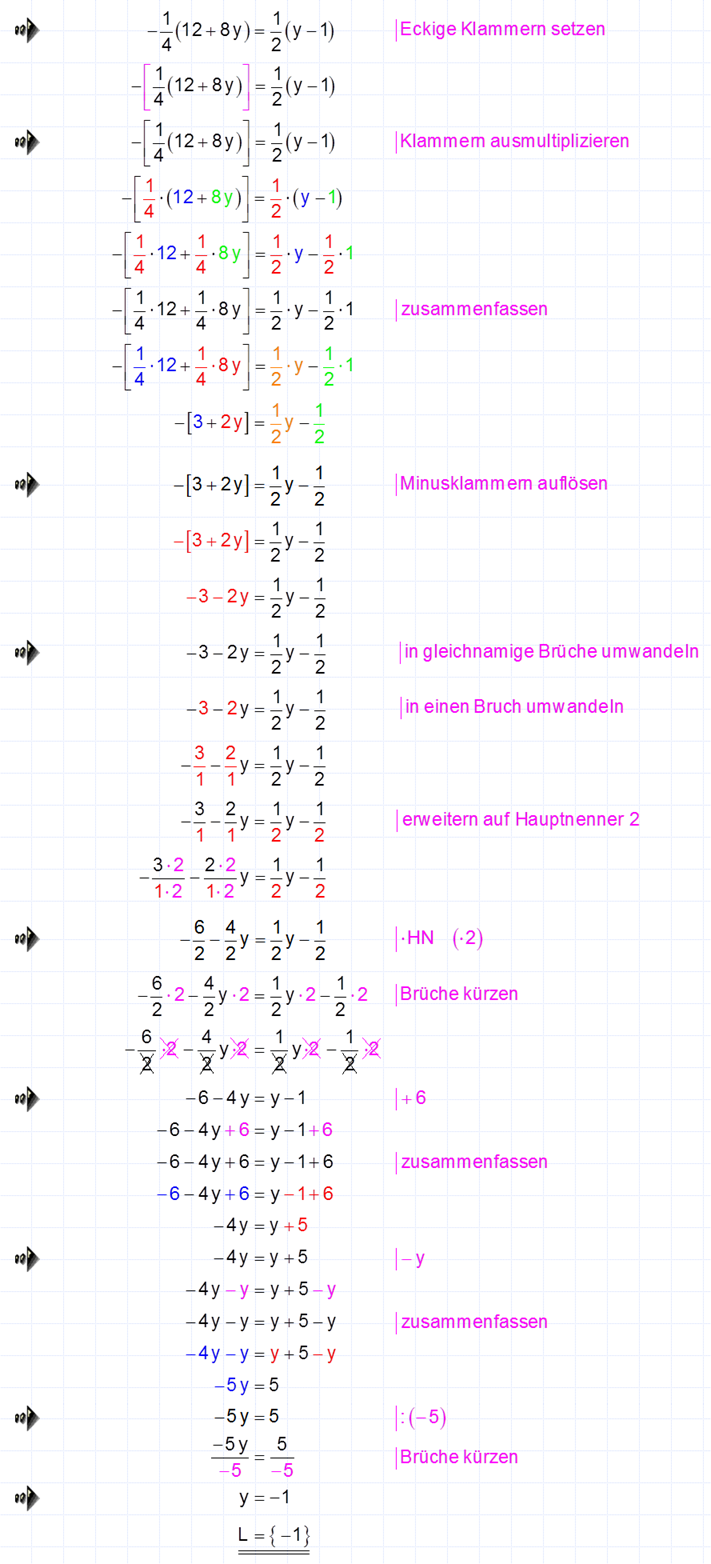 -1/4(12+8y)=1/2(y-1) |Eckige Klammern setzen
-[1/4(12+8y)]=1/2(y-1)
-[1/4(12+8y)]=1/2(y-1) |Klammern ausmultiplizieren
-[1/4·(12+8y)]=1/2·(y-1)
-[1/4·12+1/4·8y]=1/2·y-1/2·1
-[1/4·12+1/4·8y]=1/2·y-1/2·1 |zusammenfassen
-[1/4·12+1/4·8y]=1/2·y-1/2·1
-[3+2y]=1/2y-1/2
-[3+2y]=1/2y-1/2 |Minusklammern auflösen
-[3+2y]=1/2y-1/2
-3-2y=1/2y-1/2
-3-2y=1/2y-1/2 |in gleichnamige Brüche umwandeln
-3-2y=1/2y-1/2 |in einen Bruch umwandeln
-3/1-2/1y=1/2y-1/2
-3/1-2/1y=1/2y-1/2 |erweitern auf Hauptnenner 2
-3·2/1·2-2·2/1·2y=1/2y-1/2
-6/2-4/2y=1/2y-1/2 |·HN (·2)
-6/2·2-4/2y·2=1/2y·2-1/2·2 |Brüche kürzen
-6/2·2-4/2y·2=1/2y·2-1/2·2
-6-4y=y-1 |+6
-6-4y+6=y-1+6
-6-4y+6=y-1+6 |zusammenfassen
-6-4y+6=y-1+6
-4y=y+5
-4y=y+5 |-y
-4y-y=y+5-y
-4y-y=y+5-y |zusammenfassen
-4y-y=y+5-y
-5y=5
-5y=5 |:(-5)
-5y/-5=5/-5 |Brüche kürzen
y=-1
L={-1}